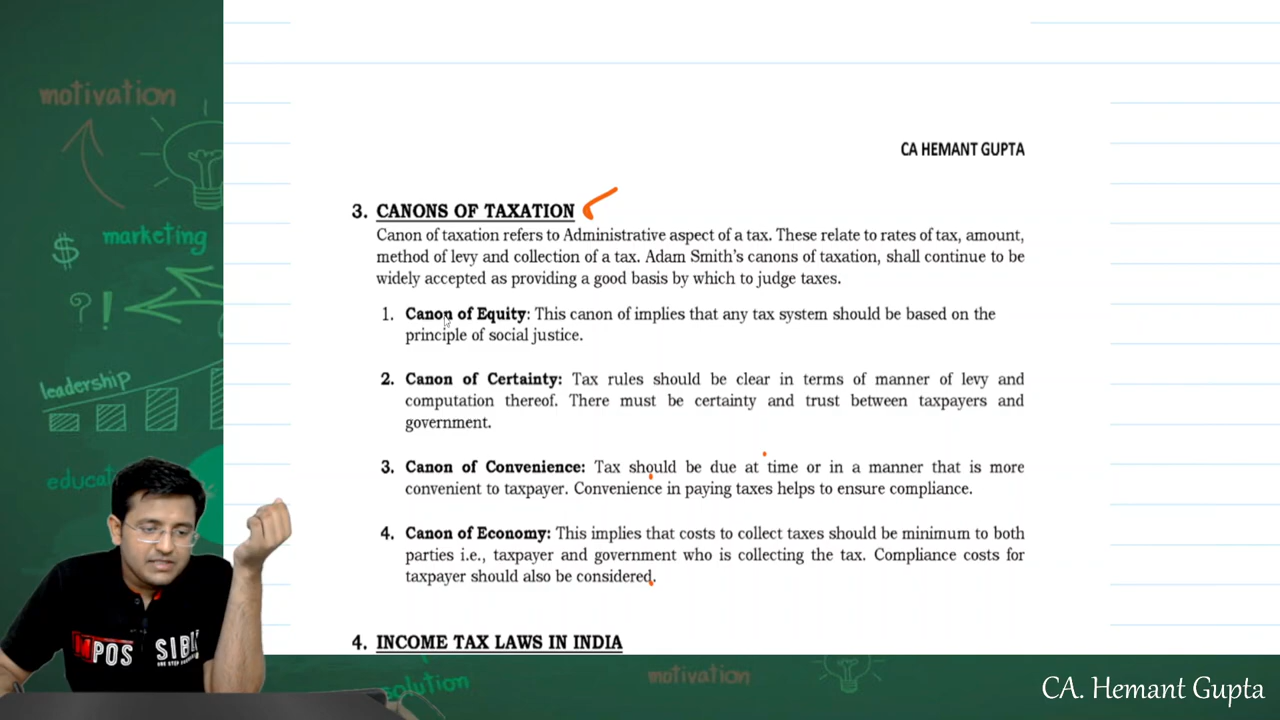 motivation
$ marketing
?!
leadership
CA HEMANT GUPTA
3. CANONS OF TAXATION
Canon of taxation refers to Administrative aspect of a tax. These relate to rates of tax, amount,
method of levy and collection of a tax. Adam Smith's canons of taxation, shall continue to be
widely accepted as providing a good basis by which to judge taxes.
1. Canon of Equity: This canon of implies that any tax system should be based on the
principle of social justice.
2. Canon of Certainty: Tax rules should be clear in terms of manner of levy and
computation thereof. There must be certainty and trust between taxpayers and
government.
3. Canon of Convenience: Tax should be due at time or in a manner that is more
convenient to taxpayer. Convenience in paying taxes helps to ensure compliance.
4. Canon of Economy: This implies that costs to collect taxes should be minimum to both
parties i.e., taxpayer and government who is collecting the tax. Compliance costs for
taxpayer should also be considered.
4. INCOME TAX LAWS IN INDIA
educat
MPOS SIB
solution
motivation
CA. Hemant Gupta